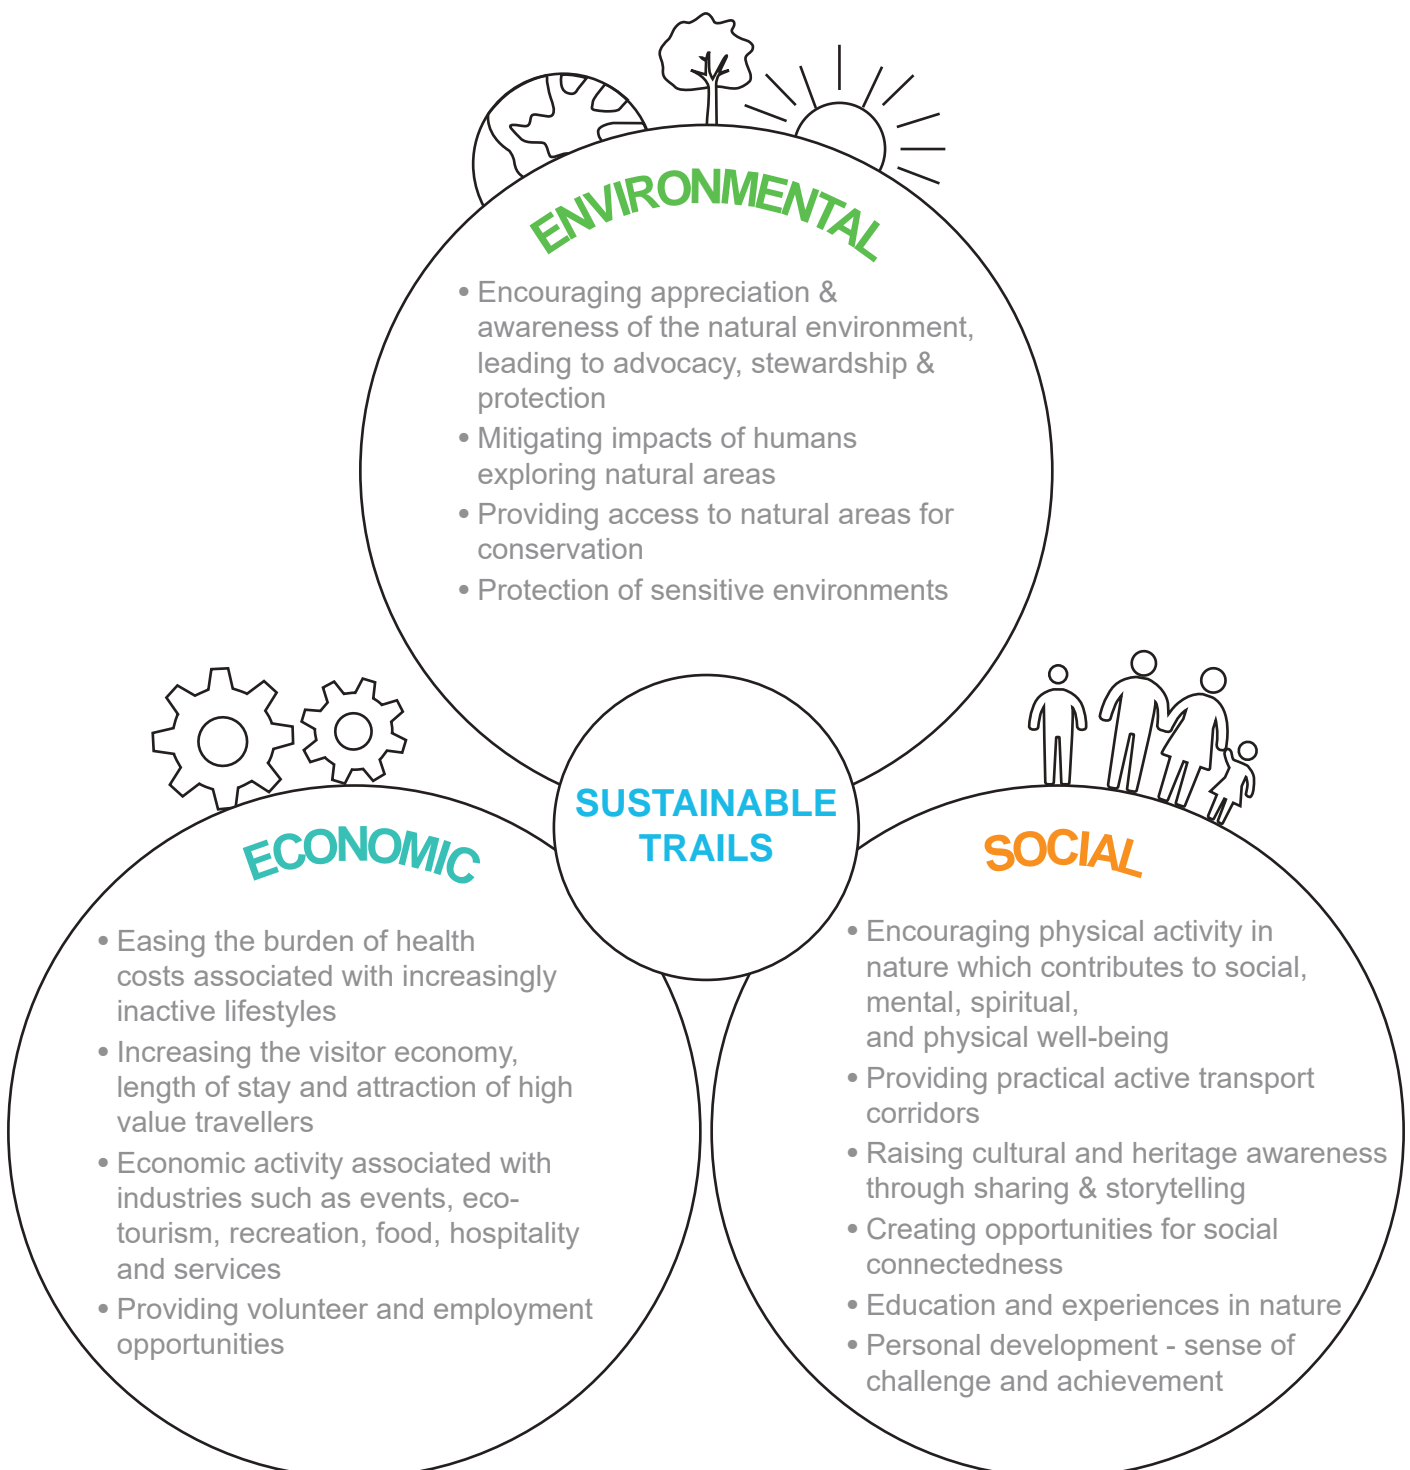 ENVIRONMENTAL
• Encouraging appreciation &
awareness of the natural environment,
leading to advocacy, stewardship &
protection
• Mitigating impacts of humans
exploring natural areas
• Providing access to natural areas for
conservation
• Protection of sensitive environments
SUSTAINABLE
TRAILS
ECONOMIC
• Easing the burden of health
costs associated with increasingly
inactive lifestyles
• Increasing the visitor economy,
length of stay and attraction of high
value travellers
• Economic activity associated with
industries such as events, eco-
tourism, recreation, food, hospitality
and services
• Providing volunteer and employment
opportunities
SOCIAL
• Encouraging physical activity in
nature which contributes to social,
mental, spiritual,
and physical well-being
• Providing practical active transport
corridors
• Raising cultural and heritage awareness
through sharing & storytelling
• Creating opportunities for social
connectedness
• Education and experiences in nature
• Personal development - sense of
challenge and achievement